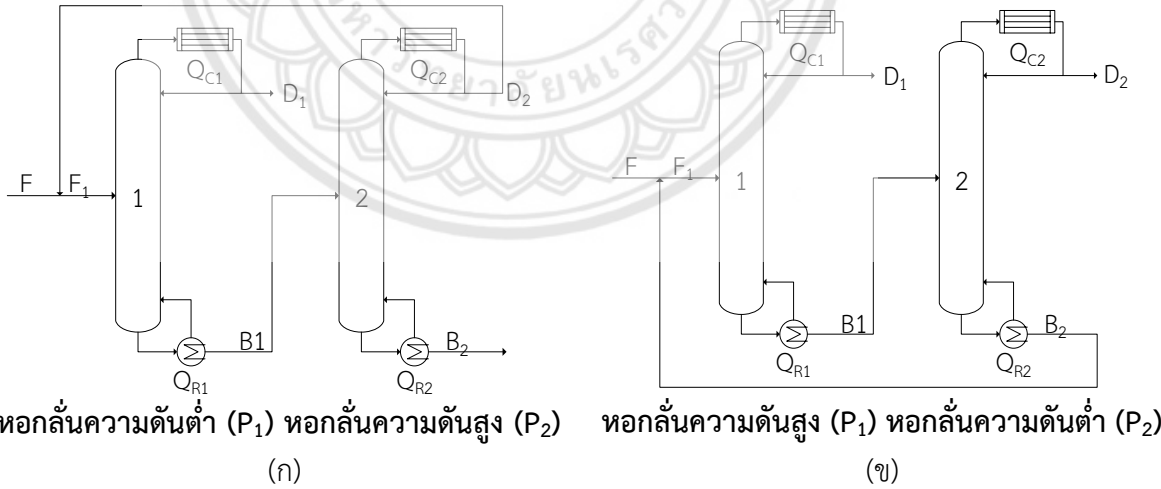 Q_C1
Q_C2
D_1
D_2
F
F_1
1
2
B1
B_2
Q_R1
Q_R2
หอกลั่นความดันต่ำ (P_1) หอกลั่นความดันสูง (P_2)
(ก)
Q_C1
Q_C2
D_1
D_2
F
F_1
1
2
B1
B_2
Q_R1
Q_R2
หอกลั่นความดันสูง (P_1) หอกลั่นความดันต่ำ (P_2)
(ข)